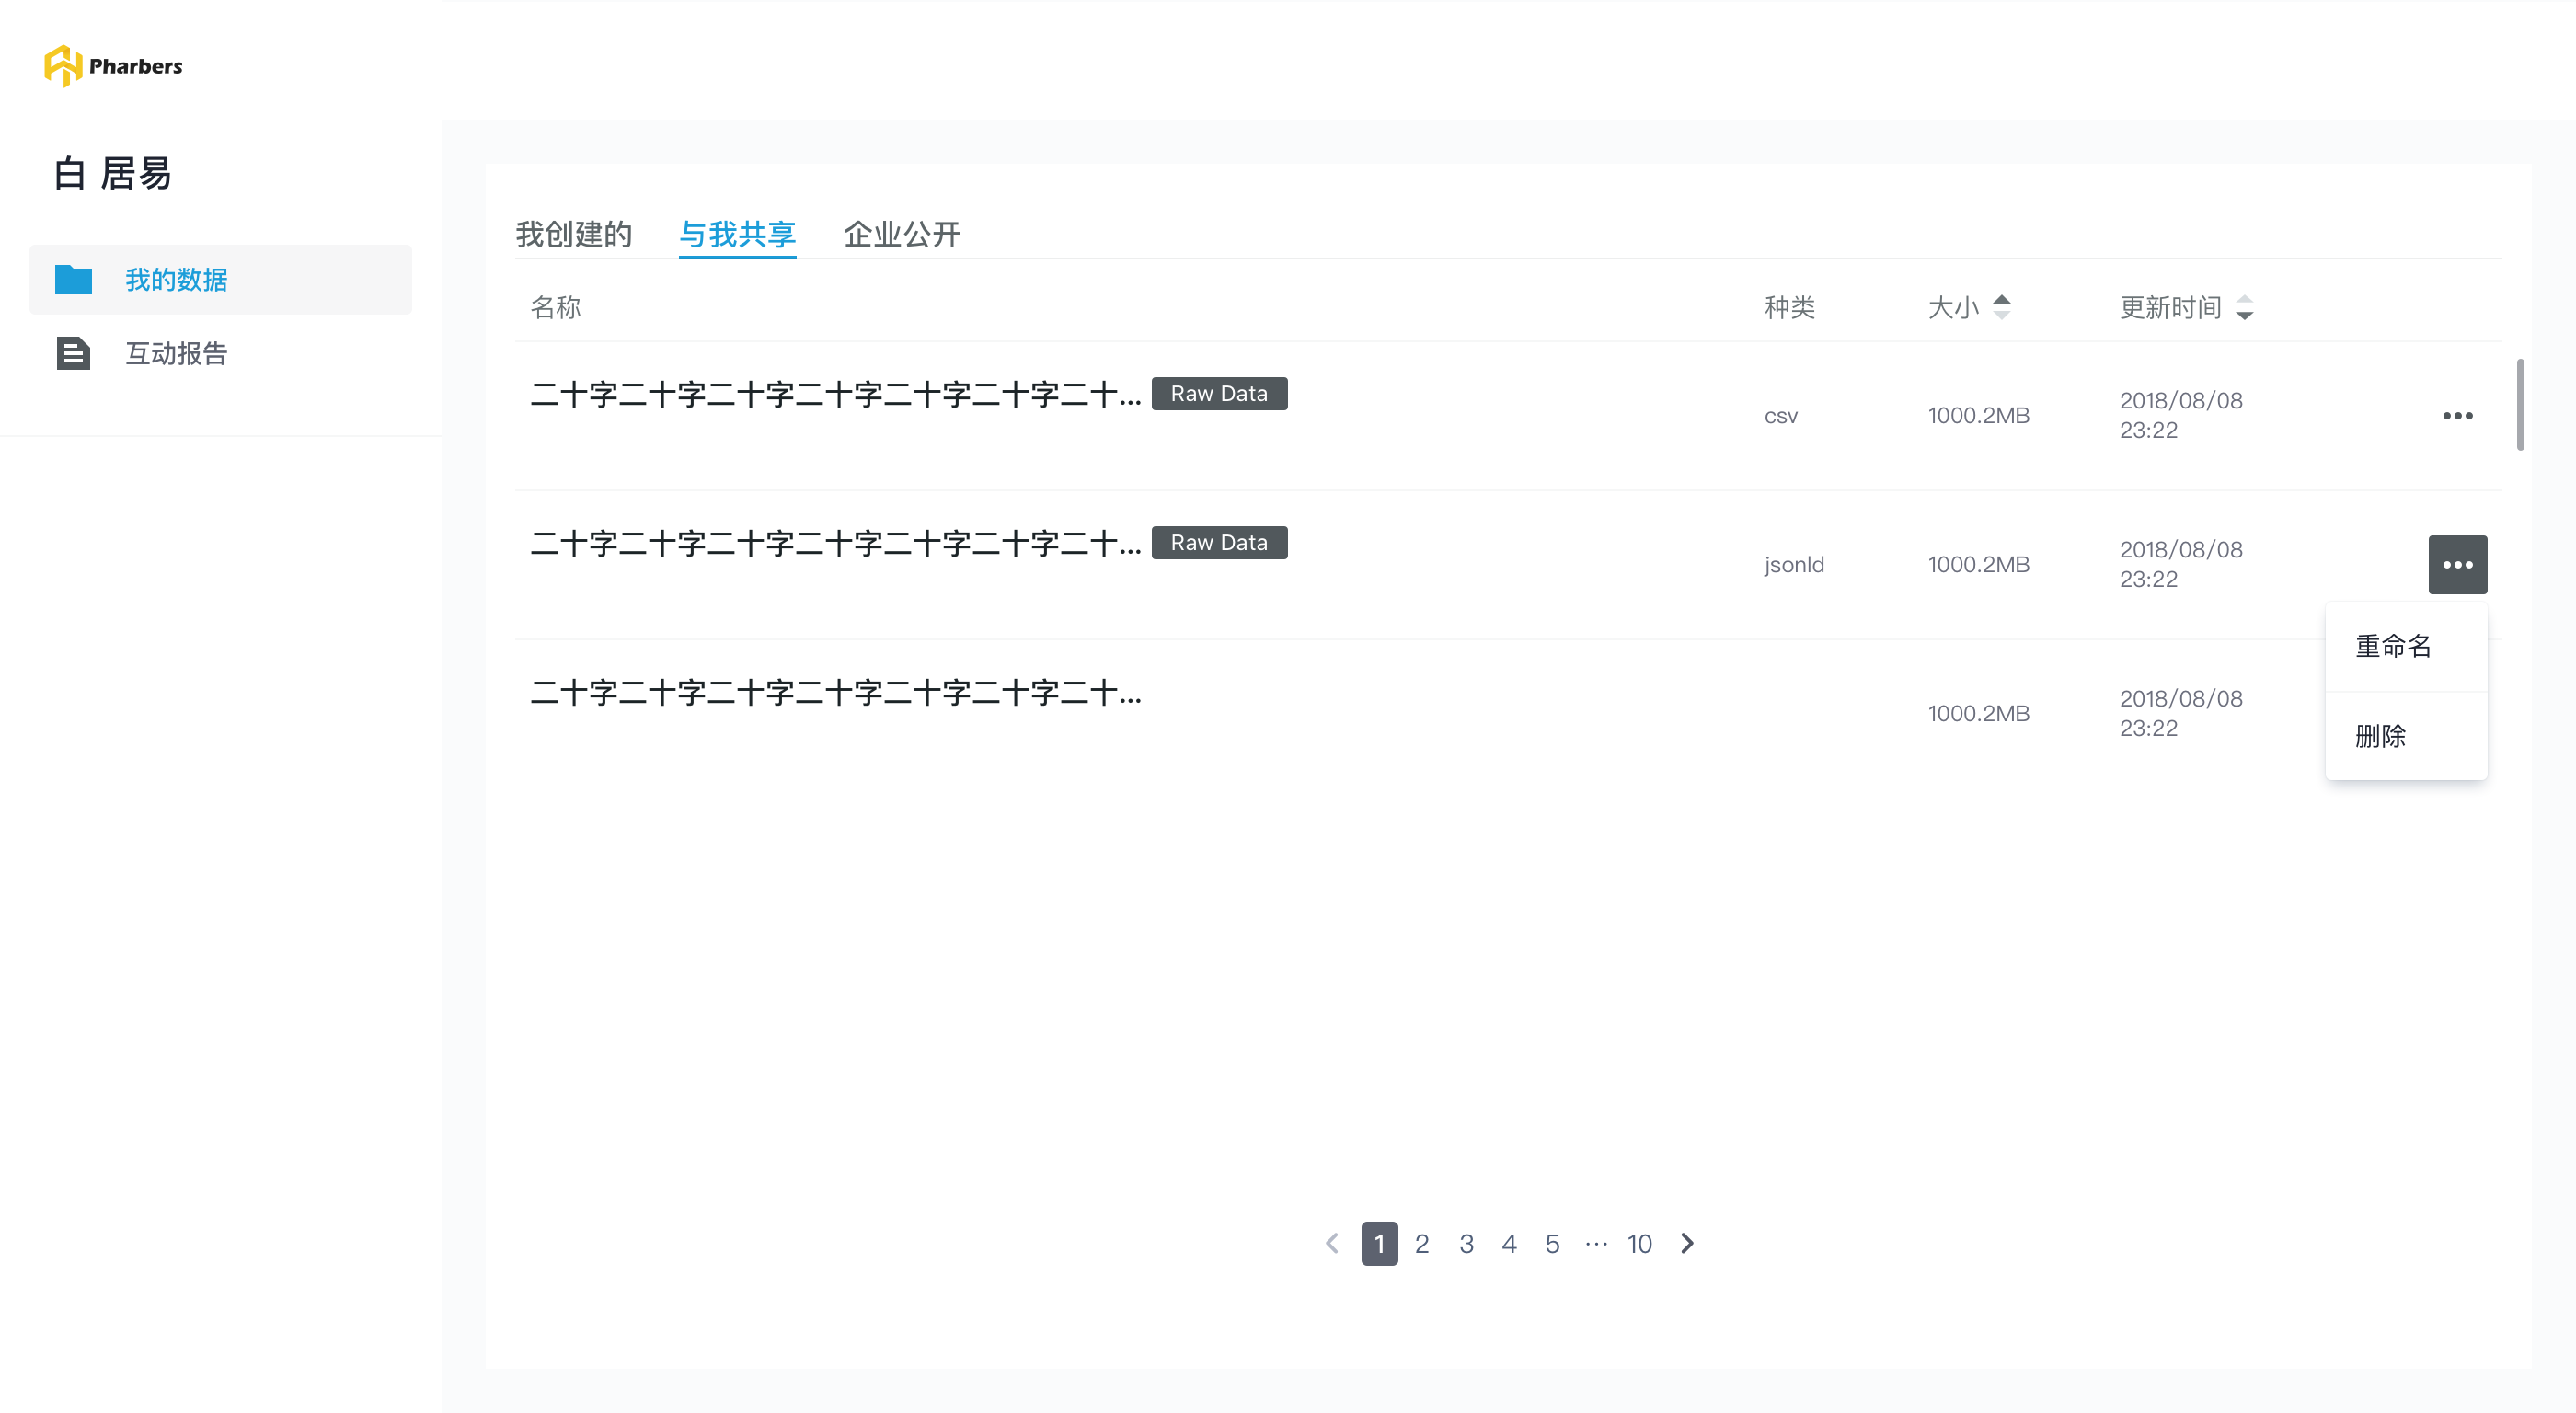 Pharbers
白 居易
我的数据
互动报告
我创建的 与我共享 企业公开
名称 种类 大小 更新时间
二十字二十字二十字二十字二十字二十字二十... Raw Data csv 1000.2MB 2018/08/08
23:22
二十字二十字二十字二十字二十字二十字二十... Raw Data jsonld 1000.2MB 2018/08/08
23:22
重命名
二十字二十字二十字二十字二十字二十字二十... 1000.2MB 2018/08/08
23:22
删除
1 2 3 4 5 ··· 10